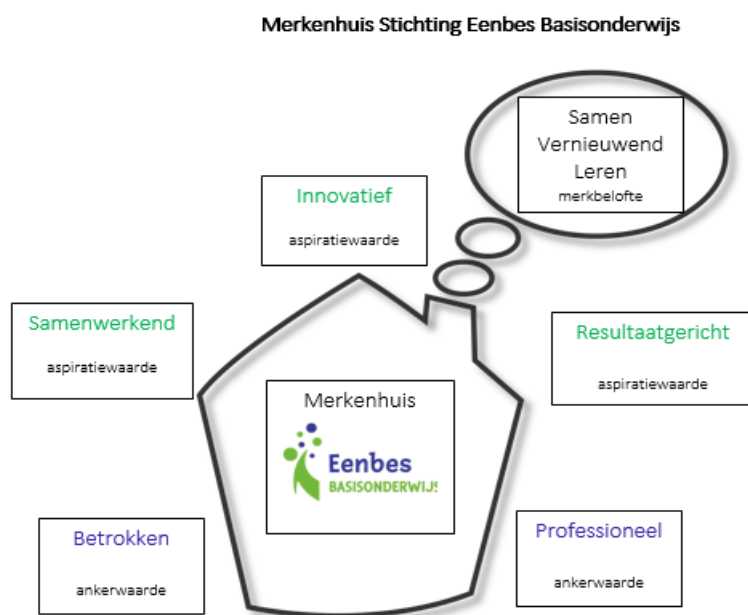 Merkenhuis Stichting Eenbes Basisonderwijs
Samen
Vernieuwend
Leren
merkbelofte
Innovatief
aspiratiewaarde
Samenwerkend
aspiratiewaarde
Resultaatgericht
aspiratiewaarde
Merkenhuis
Eenbes
BASISONDERWIJS
Betrokken
ankerwaarde
Professioneel
ankerwaarde